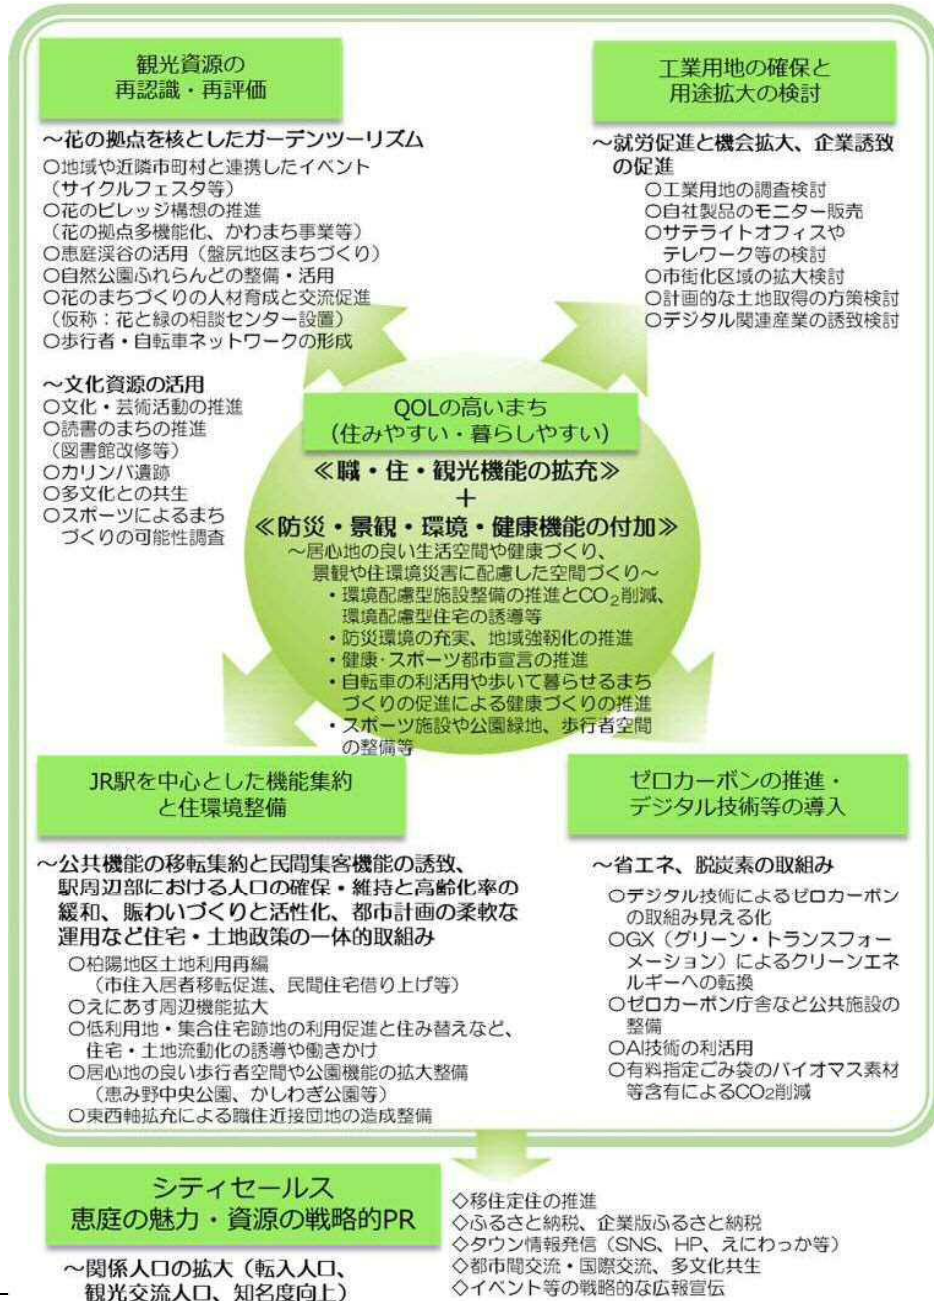 観光資源の
再認識・再評価
～花の拠点を核としたガーデンツーリズム
○地域や近隣市町村と連携したイベント
（サイクルフェスタ等）
○花のビレッジ構想の推進
（花の拠点多機能化、かわまち事業等）
○恵庭渓谷の活用（盤尻地区まちづくり）
○自然公園ふれらんどの整備・活用
○花のまちづくりの人材育成と交流促進
（仮称：花と緑の相談センター設置）
○歩行者・自転車ネットワークの形成
～文化資源の活用
○文化・芸術活動の推進
○読書のまちの推進
（図書館改修等）
○カリンバ遺跡
○多文化との共生
○スポーツによるまち
づくりの可能性調査
工業用地の確保と
用途拡大の検討
～就労促進と機会拡大、企業誘致
の促進
○工業用地の調査検討
○自社製品のモニター販売
○サテライトオフィスや
テレワーク等の検討
○市街化区域の拡大検討
○計画的な土地取得の方策検討
○デジタル関連産業の誘致検討
QOLの高いまち
（住みやすい・暮らしやすい）
≪職・住・観光機能の拡充≫
＋
≪防災・景観・環境・健康機能の付加≫
～居心地の良い生活空間や健康づくり、
景観や住環境災害に配慮した空間づくり～
・環境配慮型施設整備の推進とCO₂削減、
環境配慮型住宅の誘導等
・防災環境の充実、地域強靭化の推進
・健康・スポーツ都市宣言の推進
・自転車の利活用や歩いて暮らせるまち
づくりの促進による健康づくりの推進
・スポーツ施設や公園緑地、歩行者空間
の整備等
JR駅を中心とした機能集約
と住環境整備
～公共機能の移転集約と民間集客機能の誘致、
駅周辺部における人口の確保・維持と高齢化率の
緩和、賑わいづくりと活性化、都市計画の柔軟な
運用など住宅・土地政策の一体的取組み
○柏陽地区土地利用再編
（市住入居者移転促進、民間住宅借り上げ等）
○えにあす周辺機能拡大
○低利用地・集合住宅跡地の利用促進と住み替えなど、
住宅・土地流動化の誘導や働きかけ
○居心地の良い歩行者空間や公園機能の拡大整備
（恵み野中央公園、かしわぎ公園等）
○東西軸拡充による職住近接団地の造成整備
ゼロカーボンの推進・
デジタル技術等の導入
～省エネ、脱炭素の取組み
○デジタル技術によるゼロカーボン
の取組み見える化
○GX（グリーン・トランスフォー
メーション）によるクリーンエネ
ルギーへの転換
○ゼロカーボン庁舎など公共施設の
整備
○AI技術の利活用
○有料指定ごみ袋のバイオマス素材
等含有によるCO2削減
シティセールス
恵庭の魅力・資源の戦略的PR
～関係人口の拡大（転入人口、
観光交流人口、知名度向上）
◇移住定住の推進
◇ふるさと納税、企業版ふるさと納税
◇タウン情報発信（SNS、HP、えにわっか等）
◇都市間交流・国際交流、多文化共生
◇イベント等の戦略的な広報宣伝